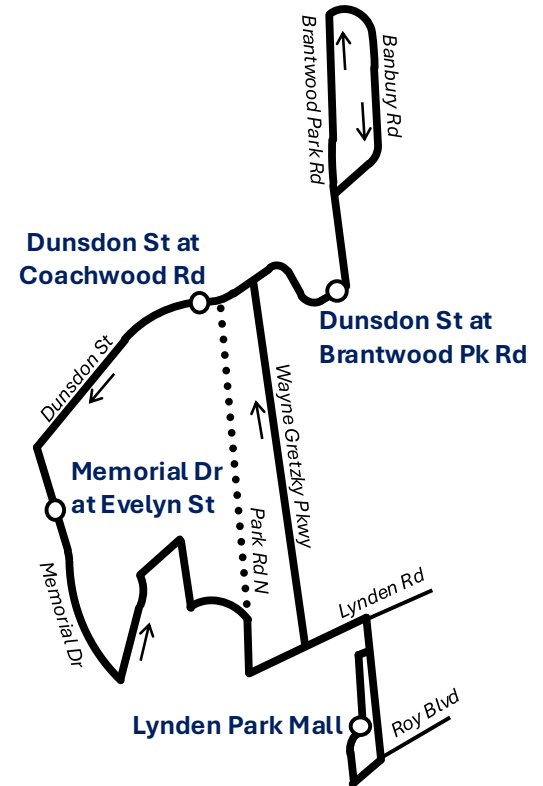 Brantwood Park Rd
Banbury Rd
Dunsdon St at
Coachwood Rd
Dunsdon St at
Brantwood Pk Rd
Dunsdon St
Wayne Gretzky Pkwy
Memorial Dr
at Evelyn St
Park Rd N
Memorial Dr
Lynden Rd
Lynden Park Mall
Roy Blvd